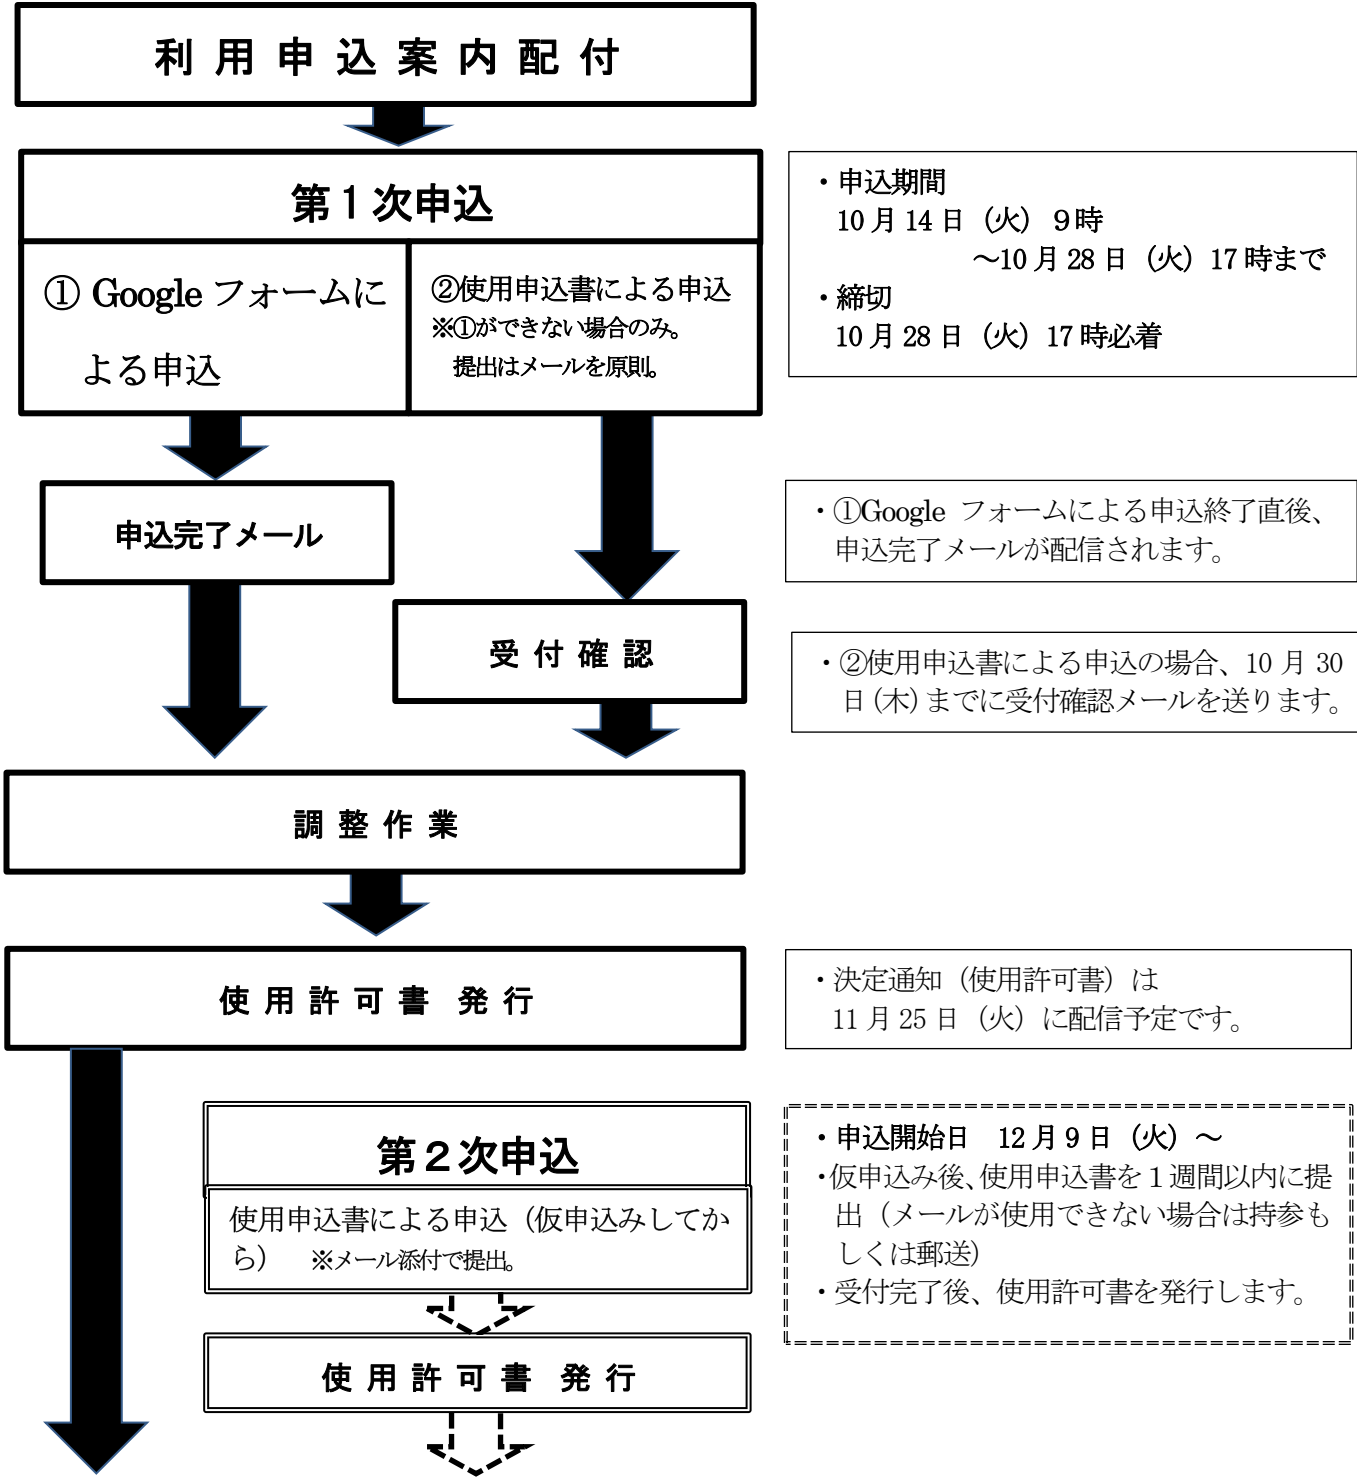 利用申込案内配付
第１次申込
① Google フォームに
よる申込
②使用申込書による申込
※①ができない場合のみ。
提出はメールを原則。
・申込期間
10 月 14 日（火）９時
～10 月 28 日（火）17 時まで
・締切
10 月 28 日（火）17 時必着
申込完了メール
・①Google フォームによる申込終了直後、
申込完了メールが配信されます。
受付確認
・②使用申込書による申込の場合、10 月 30
日(木)までに受付確認メールを送ります。
調整作業
使用許可書 発行
・決定通知（使用許可書）は
11 月 25 日（火）に配信予定です。
第２次申込
使用申込書による申込（仮申込みしてか
ら）　※メール添付で提出。
・申込開始日　12 月 9 日（火）～
・仮申込み後、使用申込書を 1 週間以内に提
出（メールが使用できない場合は持参も
しくは郵送）
・受付完了後、使用許可書を発行します。
使用許可書 発行